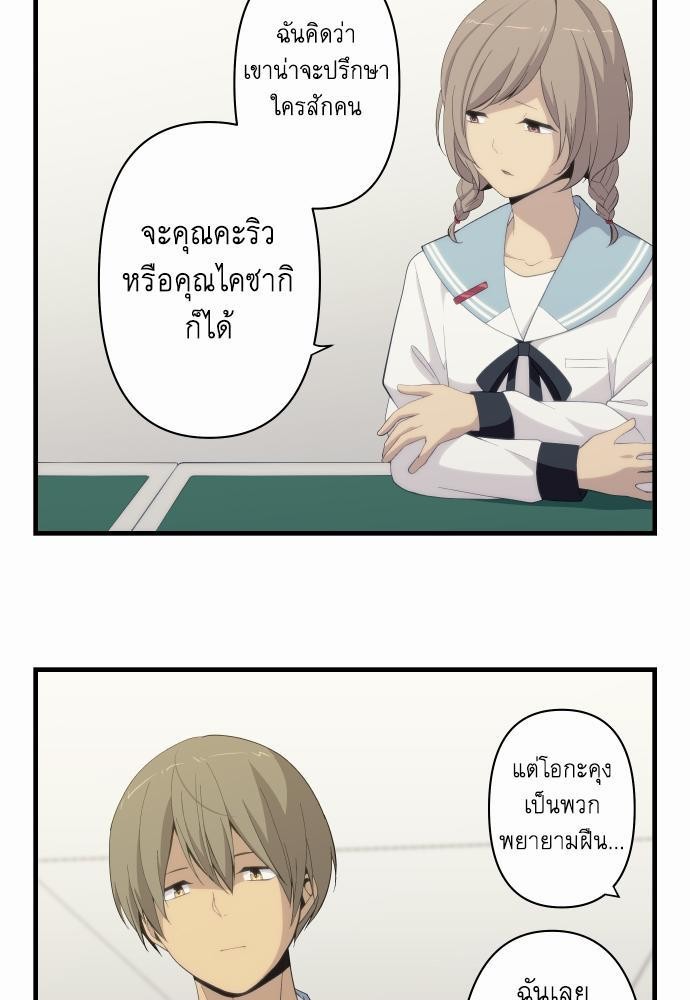 ฉันคิดว่า
เขาน่าจะปรึกษา
ใครสักคน
จะคุณคะริว
หรือคุณไคซากิ
ก็ได้
แต่โอกะคุง
เป็นพวก
พยายามฝืน...
ฉันเลย